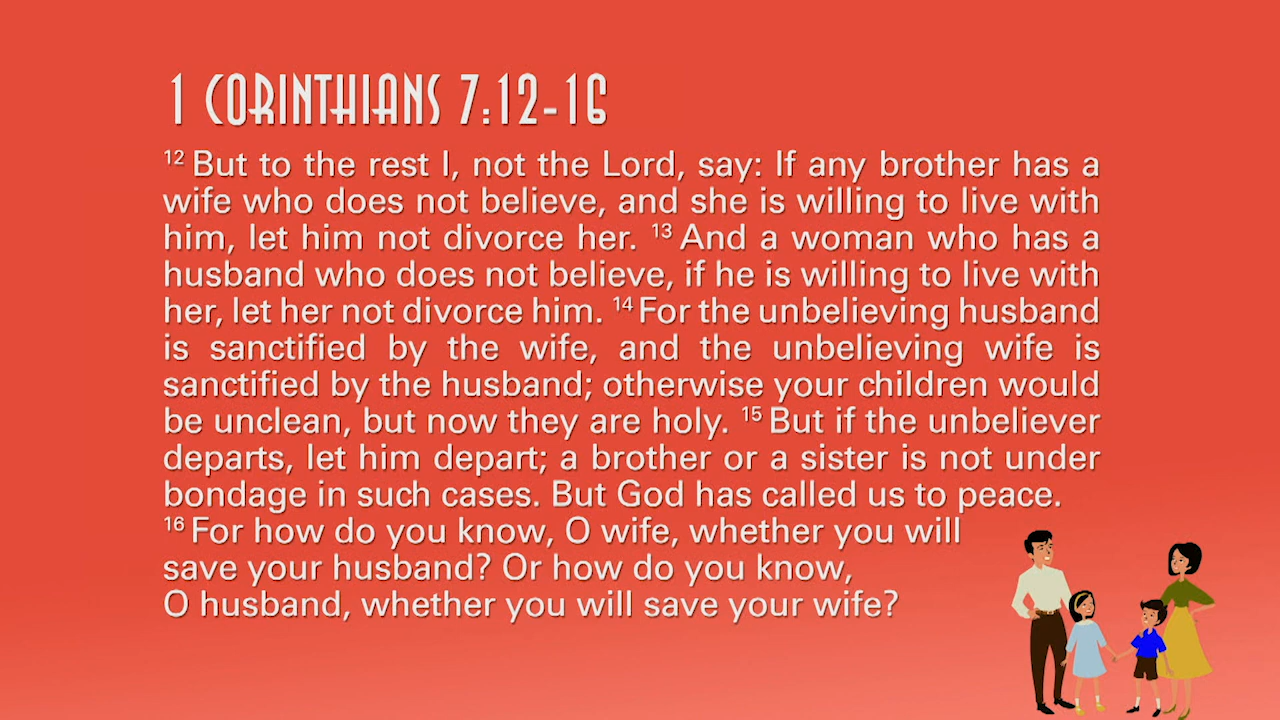 1 CORINTHIANS 7:12-16
12 But to the rest I, not the Lord, say: If any brother has a
wife who does not believe, and she is willing to live with
him, let him not divorce her. 13 And a woman who has a
husband who does not believe, if he is willing to live with
her, let her not divorce him. 14 For the unbelieving husband
is sanctified by the wife, and the unbelieving wife is
sanctified by the husband; otherwise your children would
be unclean, but now they are holy. 15 But if the unbeliever
departs, let him depart; a brother or a sister is not under
bondage in such cases. But God has called us to peace.
16 For how do you know, O wife, whether you will
save your husband? Or how do you know,
O husband, whether you will save your wife?